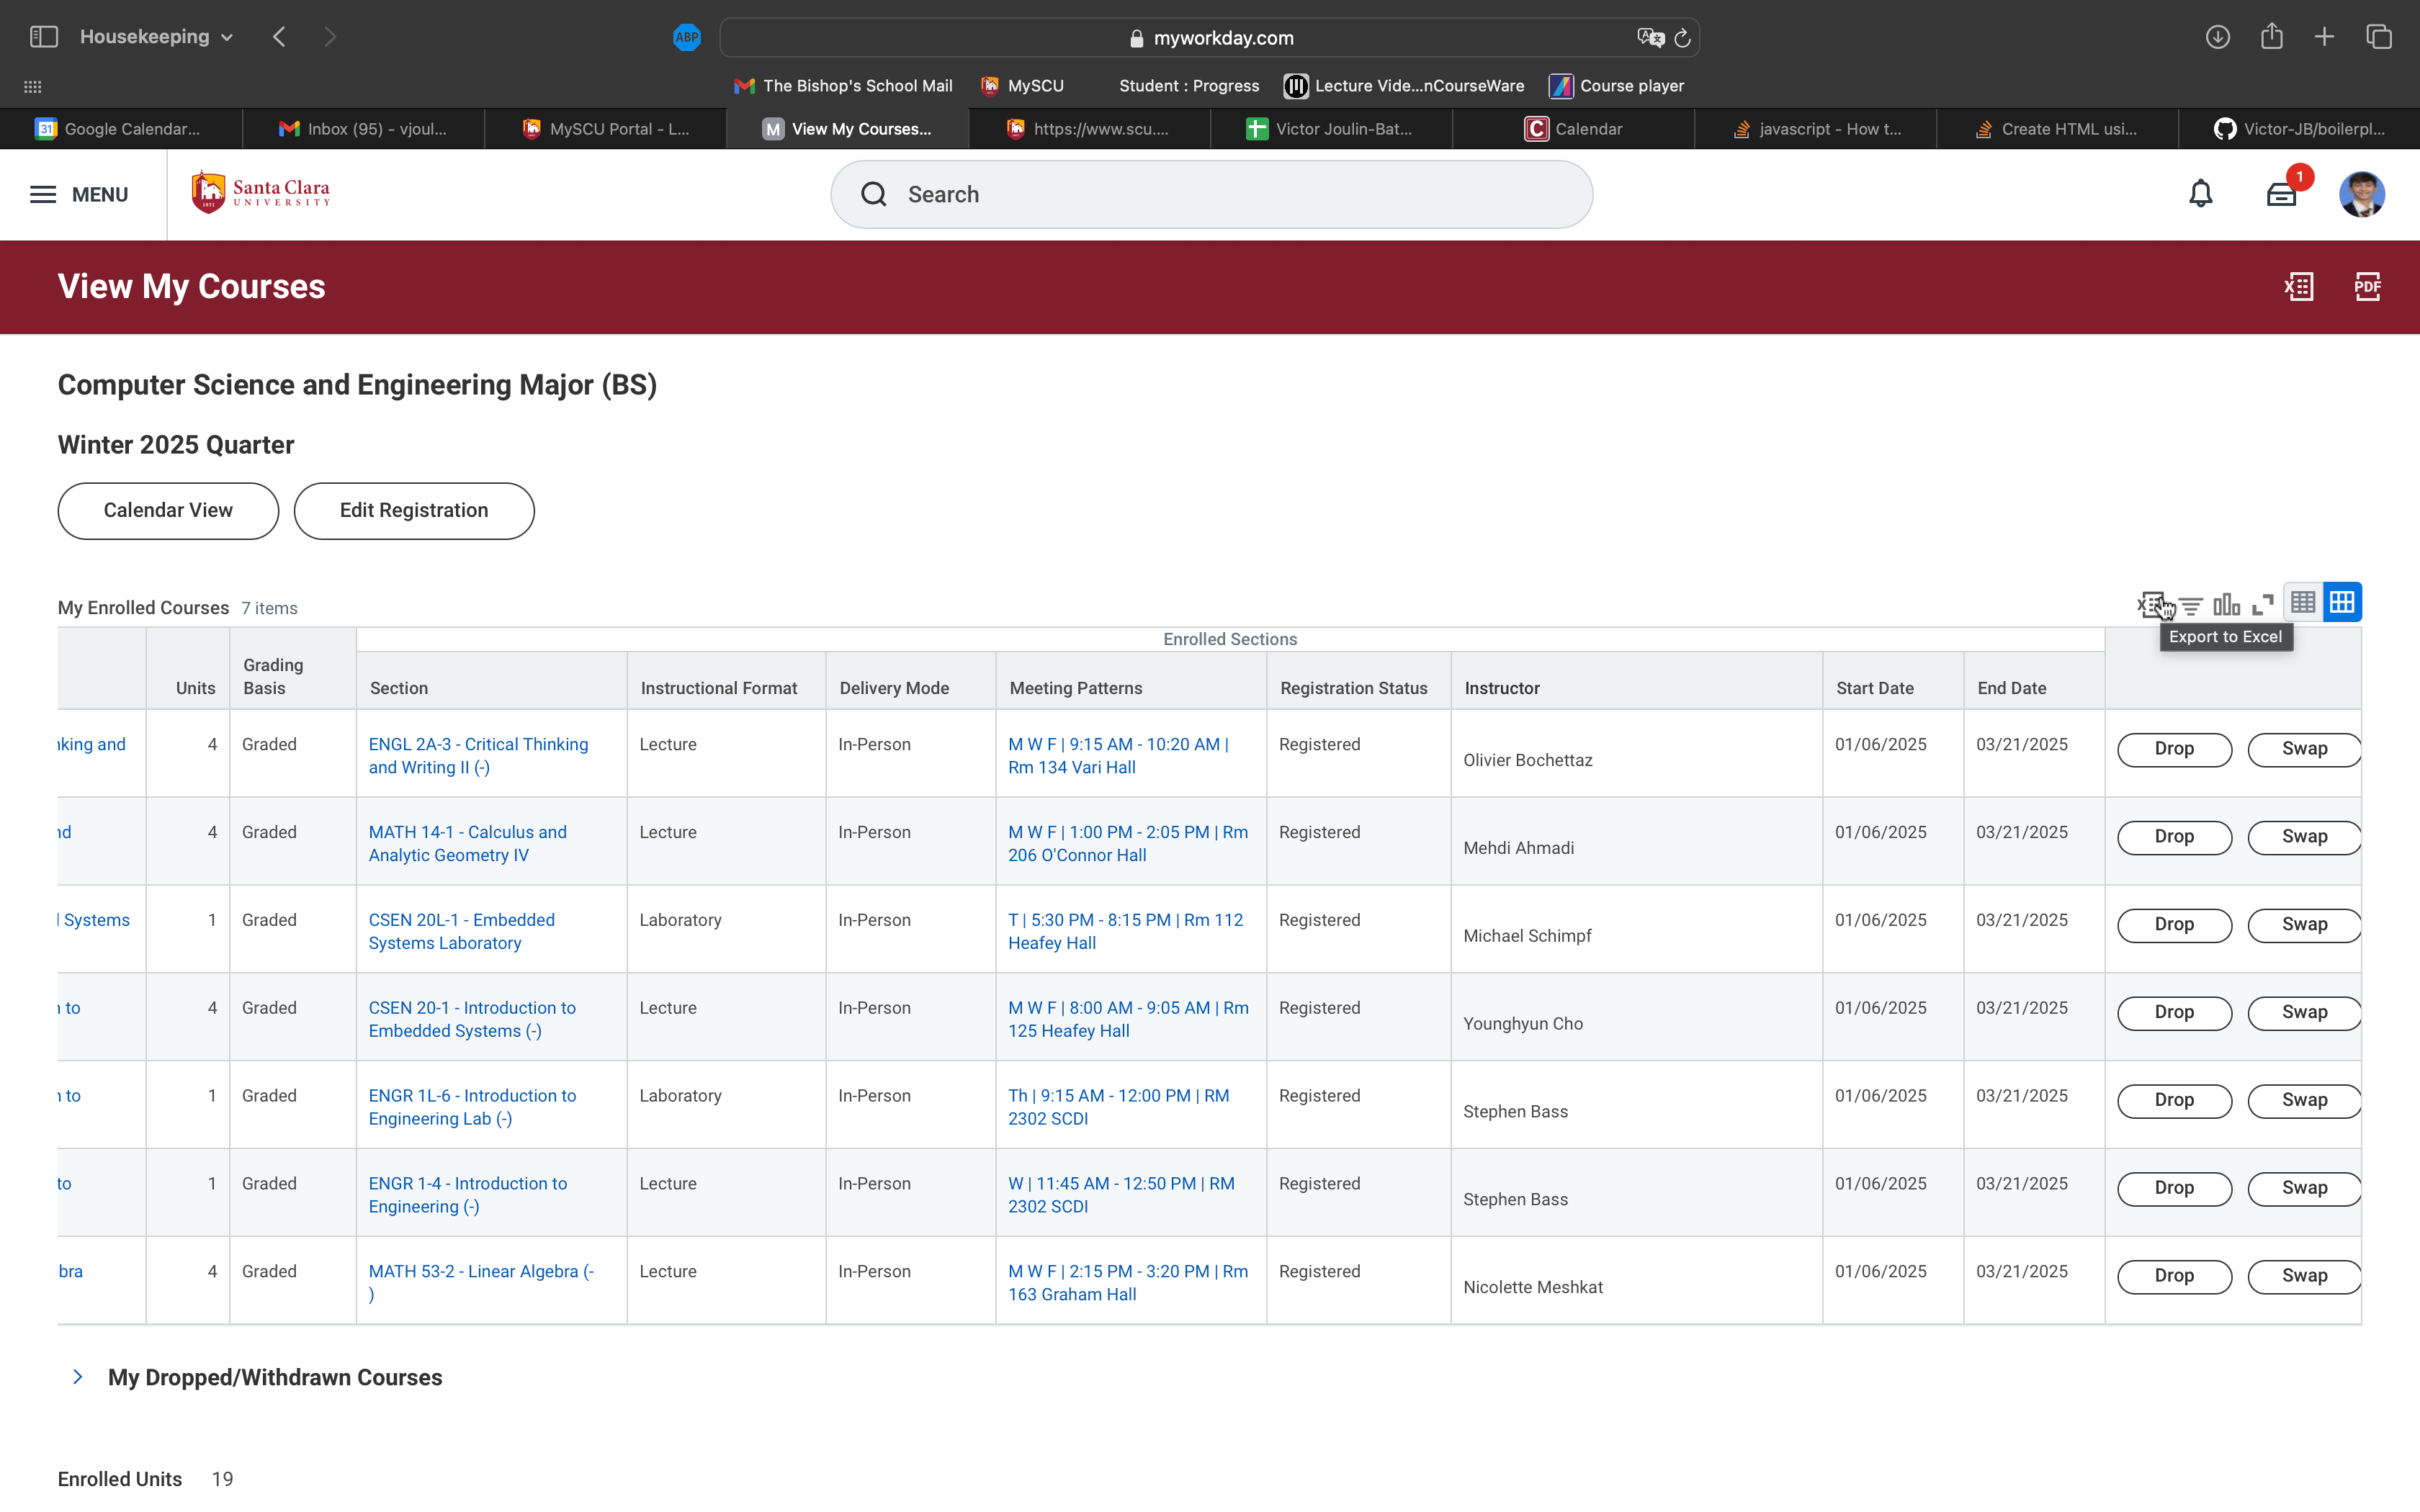 Housekeeping
ABP
myworkday.com
The Bishop's School Mail
MySCU
Student : Progress
Lecture Vide...nCourseWare
Course player
31 Google Calendar...
Inbox (95) - vjoul...
MySCU Portal - L...
M View My Courses...
https://www.scu....
Victor Joulin-Bat...
C Calendar
javascript - How t...
Create HTML usi...
Victor-JB/boilerpl...
MENU
Santa Clara
UNIVERSITY
Search
1
View My Courses
X
PDF
Computer Science and Engineering Major (BS)
Winter 2025 Quarter
Calendar View
Edit Registration
My Enrolled Courses 7 items
Export to Excel
Enrolled Sections
Units
Grading
Basis
Section
Instructional Format
Delivery Mode
Meeting Patterns
Registration Status
Instructor
Start Date
End Date
nking and 4 Graded ENGL 2A-3 - Critical Thinking Lecture In-Person M W F | 9:15 AM - 10:20 AM | Registered Olivier Bochettaz 01/06/2025 03/21/2025 Drop Swap
and Writing II (-) Rm 134 Vari Hall
nd 4 Graded MATH 14-1 - Calculus and Lecture In-Person M W F | 1:00 PM - 2:05 PM | Rm Registered Mehdi Ahmadi 01/06/2025 03/21/2025 Drop Swap
Analytic Geometry IV 206 O'Connor Hall
l Systems 1 Graded CSEN 20L-1 - Embedded Laboratory In-Person T | 5:30 PM - 8:15 PM | Rm 112 Registered Michael Schimpf 01/06/2025 03/21/2025 Drop Swap
Systems Laboratory Heafey Hall
n to 4 Graded CSEN 20-1 - Introduction to Lecture In-Person M W F | 8:00 AM - 9:05 AM | Rm Registered Younghyun Cho 01/06/2025 03/21/2025 Drop Swap
Embedded Systems (-) 125 Heafey Hall
n to 1 Graded ENGR 1L-6 - Introduction to Laboratory In-Person Th | 9:15 AM - 12:00 PM | RM Registered Stephen Bass 01/06/2025 03/21/2025 Drop Swap
Engineering Lab (-) 2302 SCDI
to 1 Graded ENGR 1-4 - Introduction to Lecture In-Person W | 11:45 AM - 12:50 PM | RM Registered Stephen Bass 01/06/2025 03/21/2025 Drop Swap
Engineering (-) 2302 SCDI
bra 4 Graded MATH 53-2 - Linear Algebra (- Lecture In-Person M W F | 2:15 PM - 3:20 PM | Rm Registered Nicolette Meshkat 01/06/2025 03/21/2025 Drop Swap
) 163 Graham Hall
My Dropped/Withdrawn Courses
Enrolled Units 19